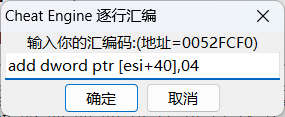 Cheat Engine 逐行汇编
输入你的汇编码:(地址=0052FCF0)
add dword ptr [esi+40],04
确定 取消